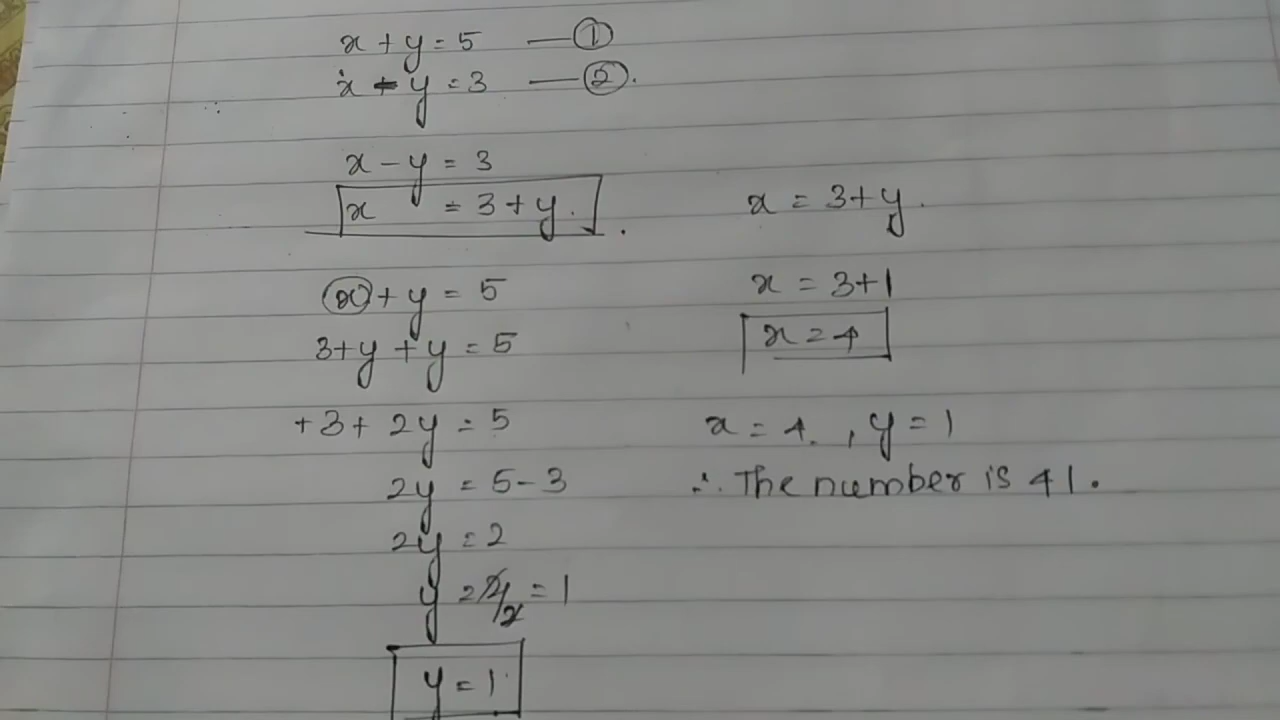 x + y = 5 — ①
x - y = 3 — ②.
x - y = 3
x = 3 + y.
x + y = 5
3 + y + y = 5
+3 + 2y = 5
2y = 5 - 3
2y = 2
y = 2/2 = 1
y = 1
x = 3 + y.
x = 3 + 1
x = 4
x = 4. , y = 1
∴ The number is 41.